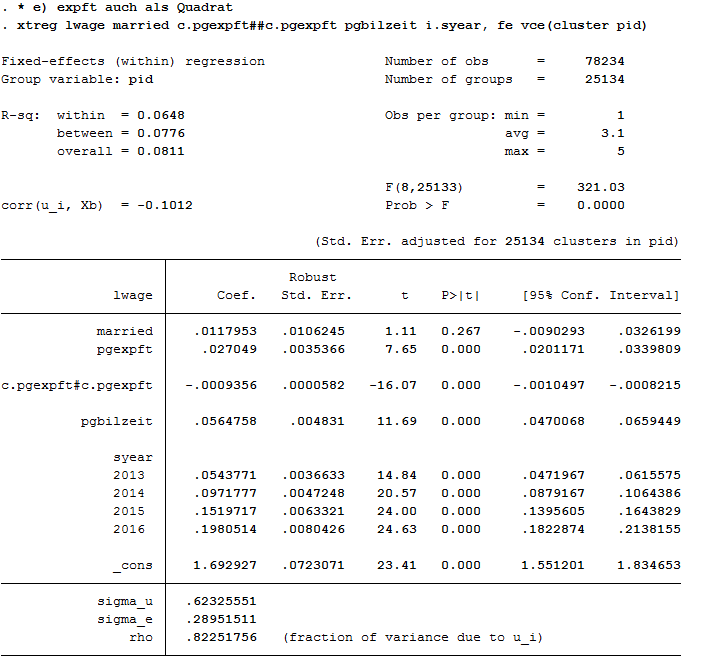 . * e) expft auch als Quadrat
. xtreg lwage married c.pgexpft##c.pgexpft pgbilzeit i.syear, fe vce(cluster pid)
Fixed-effects (within) regression Number of obs = 78234
Group variable: pid Number of groups = 25134
R-sq: within = 0.0648 Obs per group: min = 1
between = 0.0776 avg = 3.1
overall = 0.0811 max = 5
F(8,25133) = 321.03
corr(u_i, Xb) = -0.1012 Prob > F = 0.0000
(Std. Err. adjusted for 25134 clusters in pid)
Robust
lwage Coef. Std. Err. t P>|t| [95% Conf. Interval]
married .0117953 .0106245 1.11 0.267 -.0090293 .0326199
pgexpft .027049 .0035366 7.65 0.000 .0201171 .0339809
c.pgexpft#c.pgexpft -.0009356 .0000582 -16.07 0.000 -.0010497 -.0008215
pgbilzeit .0564758 .004831 11.69 0.000 .0470068 .0659449
syear
2013 .0543771 .0036633 14.84 0.000 .0471967 .0615575
2014 .0971777 .0047248 20.57 0.000 .0879167 .1064386
2015 .1519717 .0063321 24.00 0.000 .1395605 .1643829
2016 .1980514 .0080426 24.63 0.000 .1822874 .2138155
_cons 1.692927 .0723071 23.41 0.000 1.551201 1.834653
sigma_u .62325551
sigma_e .28951511
rho .82251756 (fraction of variance due to u_i)